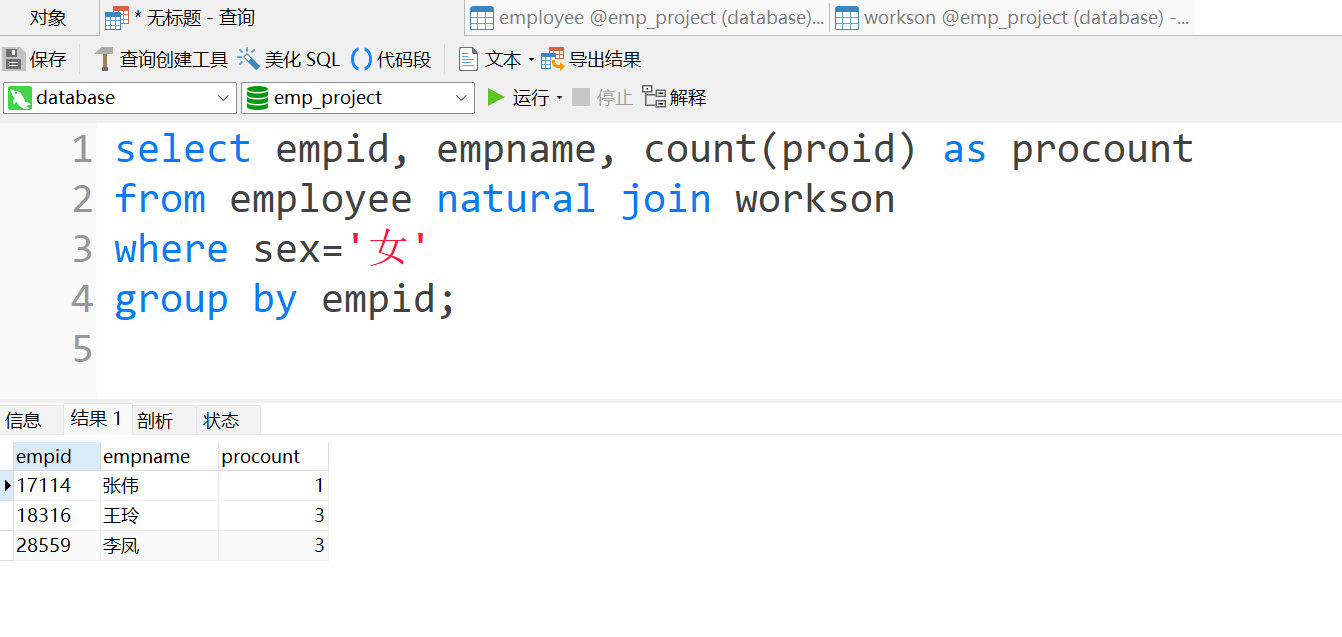 对象 * 无标题 - 查询 employee @emp_project (database)... workson @emp_project (database) -...
保存 查询创建工具 美化 SQL () 代码段 文本 导出结果
database emp_project 运行 停止 解释
1 select empid, empname, count(proid) as procount
2 from employee natural join workson
3 where sex='女'
4 group by empid;
5
信息 结果 1 剖析 状态
empid empname procount
17114 张伟 1
18316 王玲 3
28559 李凤 3